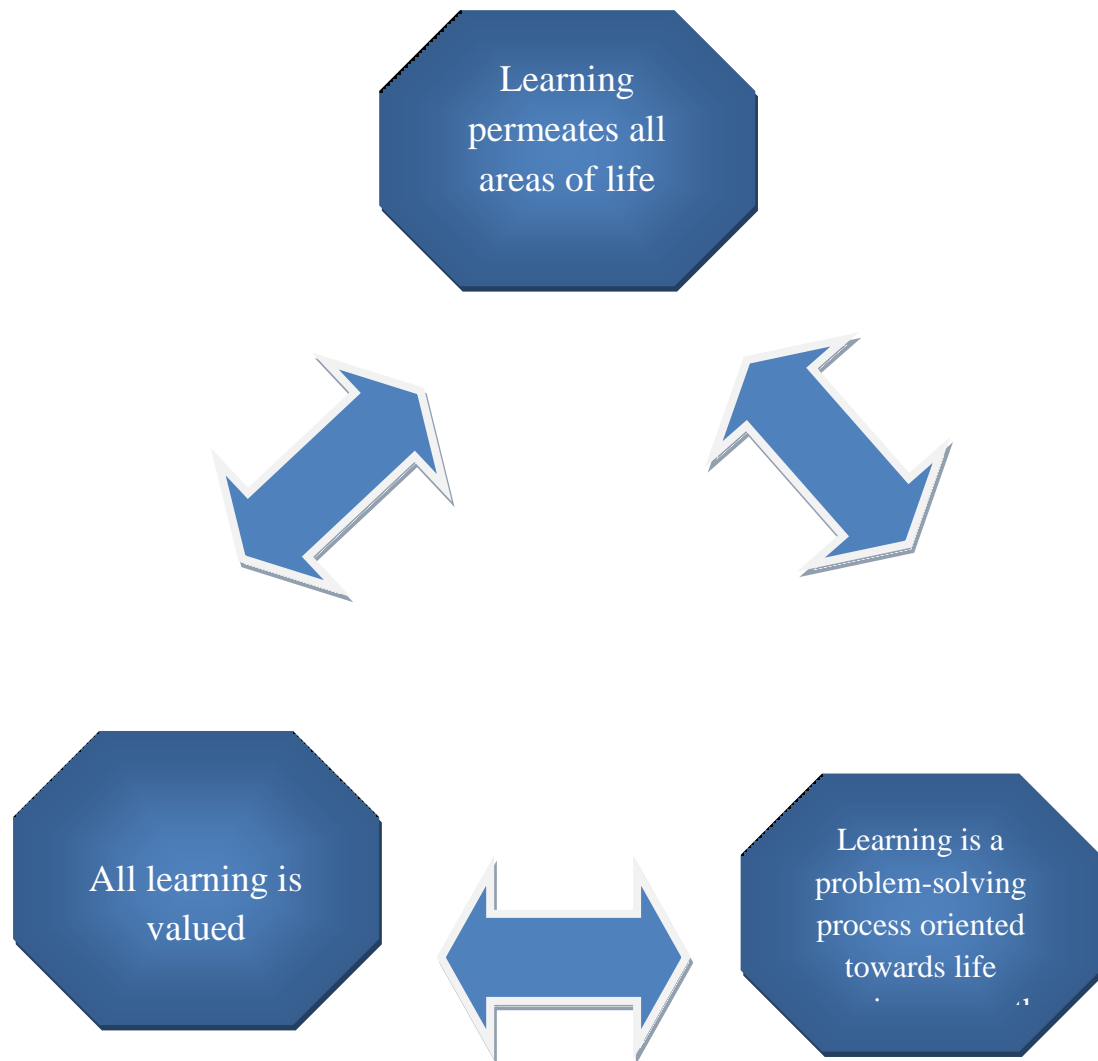 Learning
permeates all
areas of life
All learning is
valued
Learning is a
problem-solving
process oriented
towards life